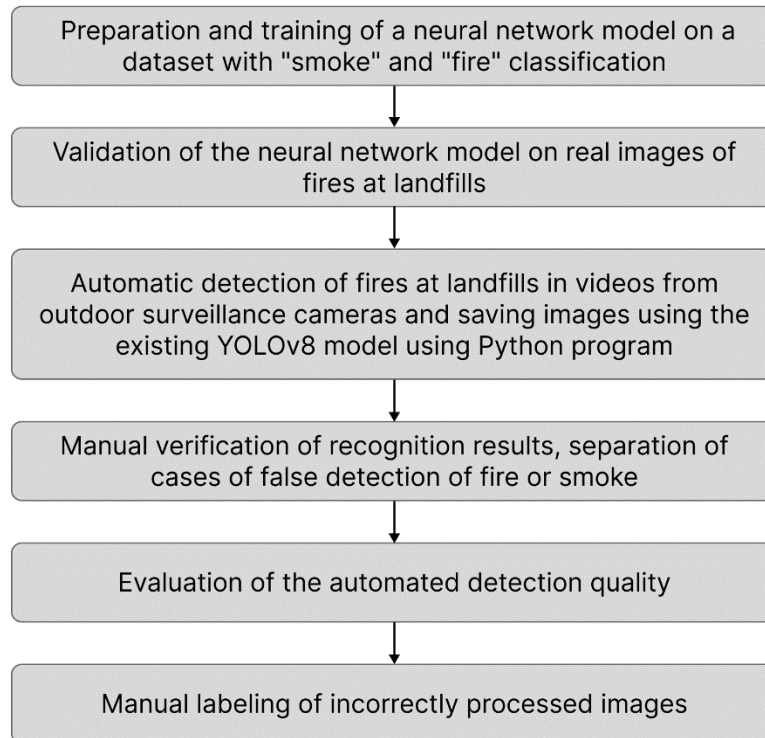 Preparation and training of a neural network model on a
dataset with "smoke" and "fire" classification
Validation of the neural network model on real images of
fires at landfills
Automatic detection of fires at landfills in videos from
outdoor surveillance cameras and saving images using the
existing YOLOv8 model using Python program
Manual verification of recognition results, separation of
cases of false detection of fire or smoke
Evaluation of the automated detection quality
Manual labeling of incorrectly processed images